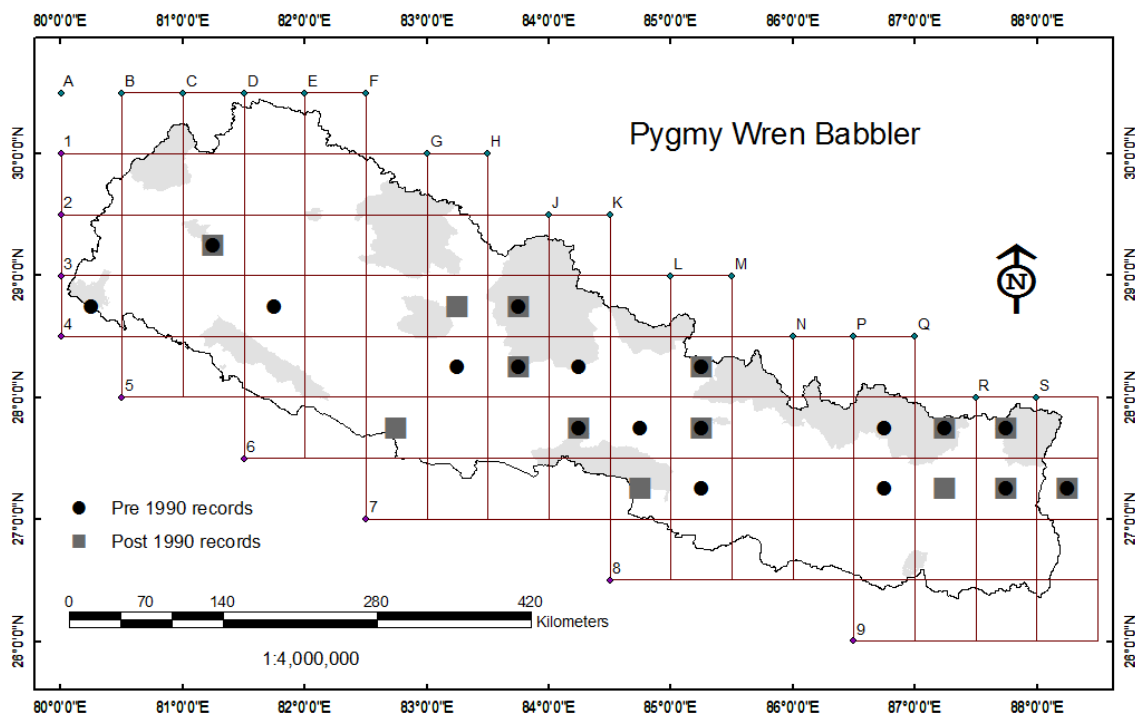 80°0'0"E 81°0'0"E 82°0'0"E 83°0'0"E 84°0'0"E 85°0'0"E 86°0'0"E 87°0'0"E 88°0'0"E
A B C D E F
Pygmy Wren Babbler
1 G H
30°0'0"N 30°0'0"N
2 J K
29°0'0"N 3 L M 29°0'0"N
N
4 N P Q
28°0'0"N 5 R S 28°0'0"N
6
Pre 1990 records
27°0'0"N 7 27°0'0"N
Post 1990 records
8
0 70 140 280 420
Kilometers
26°0'0"N 9 26°0'0"N
1:4,000,000
80°0'0"E 81°0'0"E 82°0'0"E 83°0'0"E 84°0'0"E 85°0'0"E 86°0'0"E 87°0'0"E 88°0'0"E